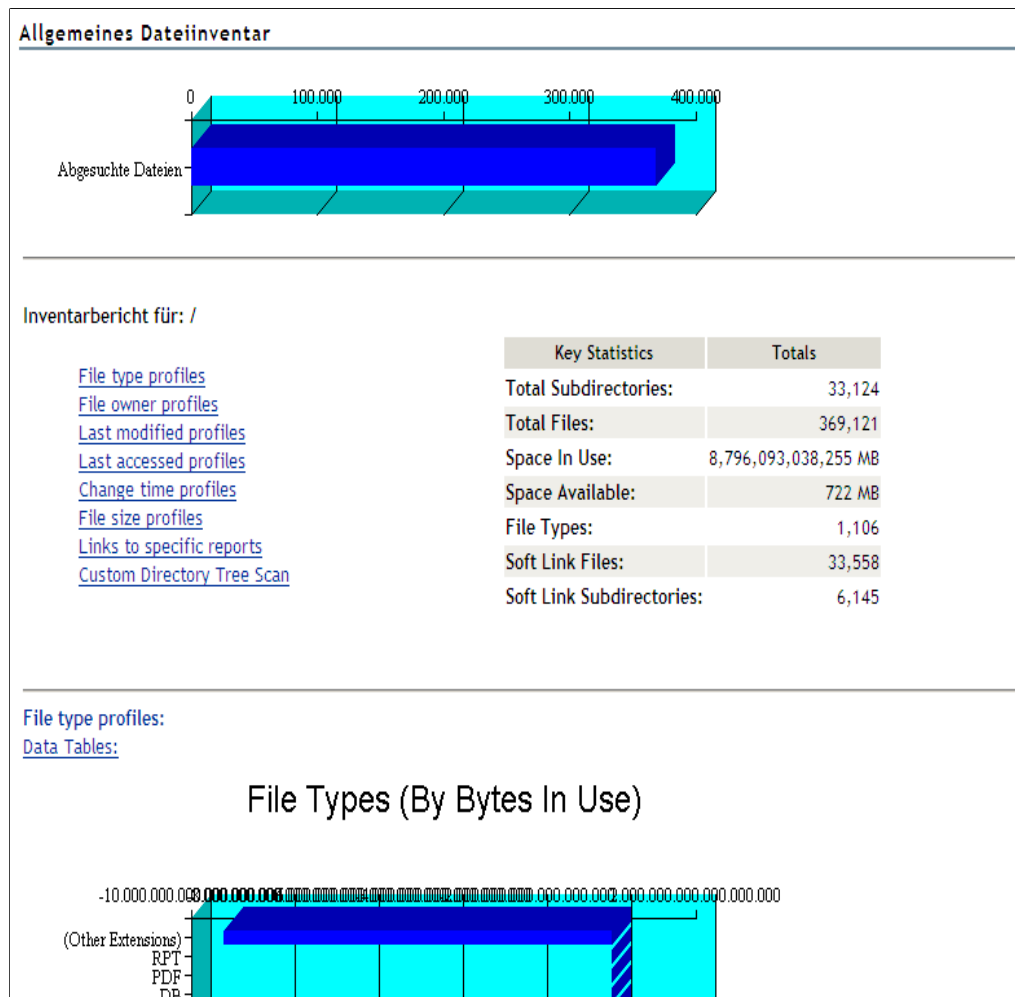 Allgemeines Dateiinventar
0 100.000 200.000 300.000 400.000
Abgesuchte Dateien
Inventarbericht für: /
File type profiles
File owner profiles
Last modified profiles
Last accessed profiles
Change time profiles
File size profiles
Links to specific reports
Custom Directory Tree Scan
Key Statistics Totals
Total Subdirectories: 33,124
Total Files: 369,121
Space In Use: 8,796,093,038,255 MB
Space Available: 722 MB
File Types: 1,106
Soft Link Files: 33,558
Soft Link Subdirectories: 6,145
File type profiles:
Data Tables:
File Types (By Bytes In Use)
(Other Extensions)
RPT
PDF
DB